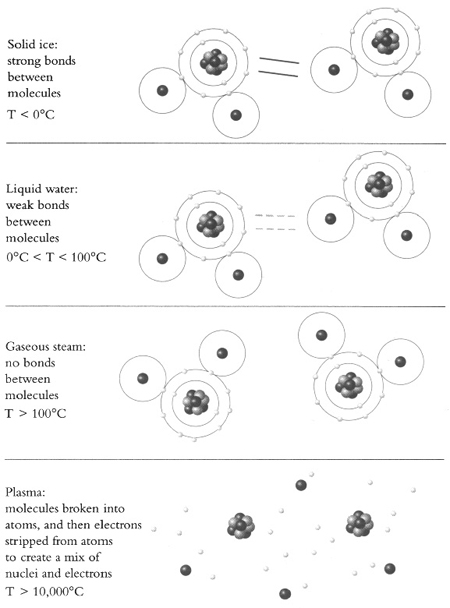 Solid ice:
strong bonds
between
molecules
T < 0°C
Liquid water:
weak bonds
between
molecules
0°C < T < 100°C
Gaseous steam:
no bonds
between
molecules
T > 100°C
Plasma:
molecules broken into
atoms, and then electrons
stripped from atoms
to create a mix of
nuclei and electrons
T > 10,000°C